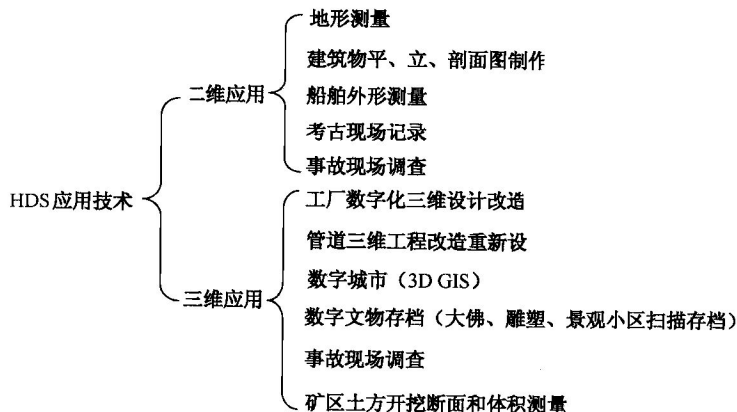 HDS应用技术
二维应用
地形测量
建筑物平、立、剖面图制作
船舶外形测量
考古现场记录
事故现场调查
三维应用
工厂数字化三维设计改造
管道三维工程改造重新设
数字城市（3D GIS）
数字文物存档（大佛、雕塑、景观小区扫描存档）
事故现场调查
矿区土方开挖断面和体积测量